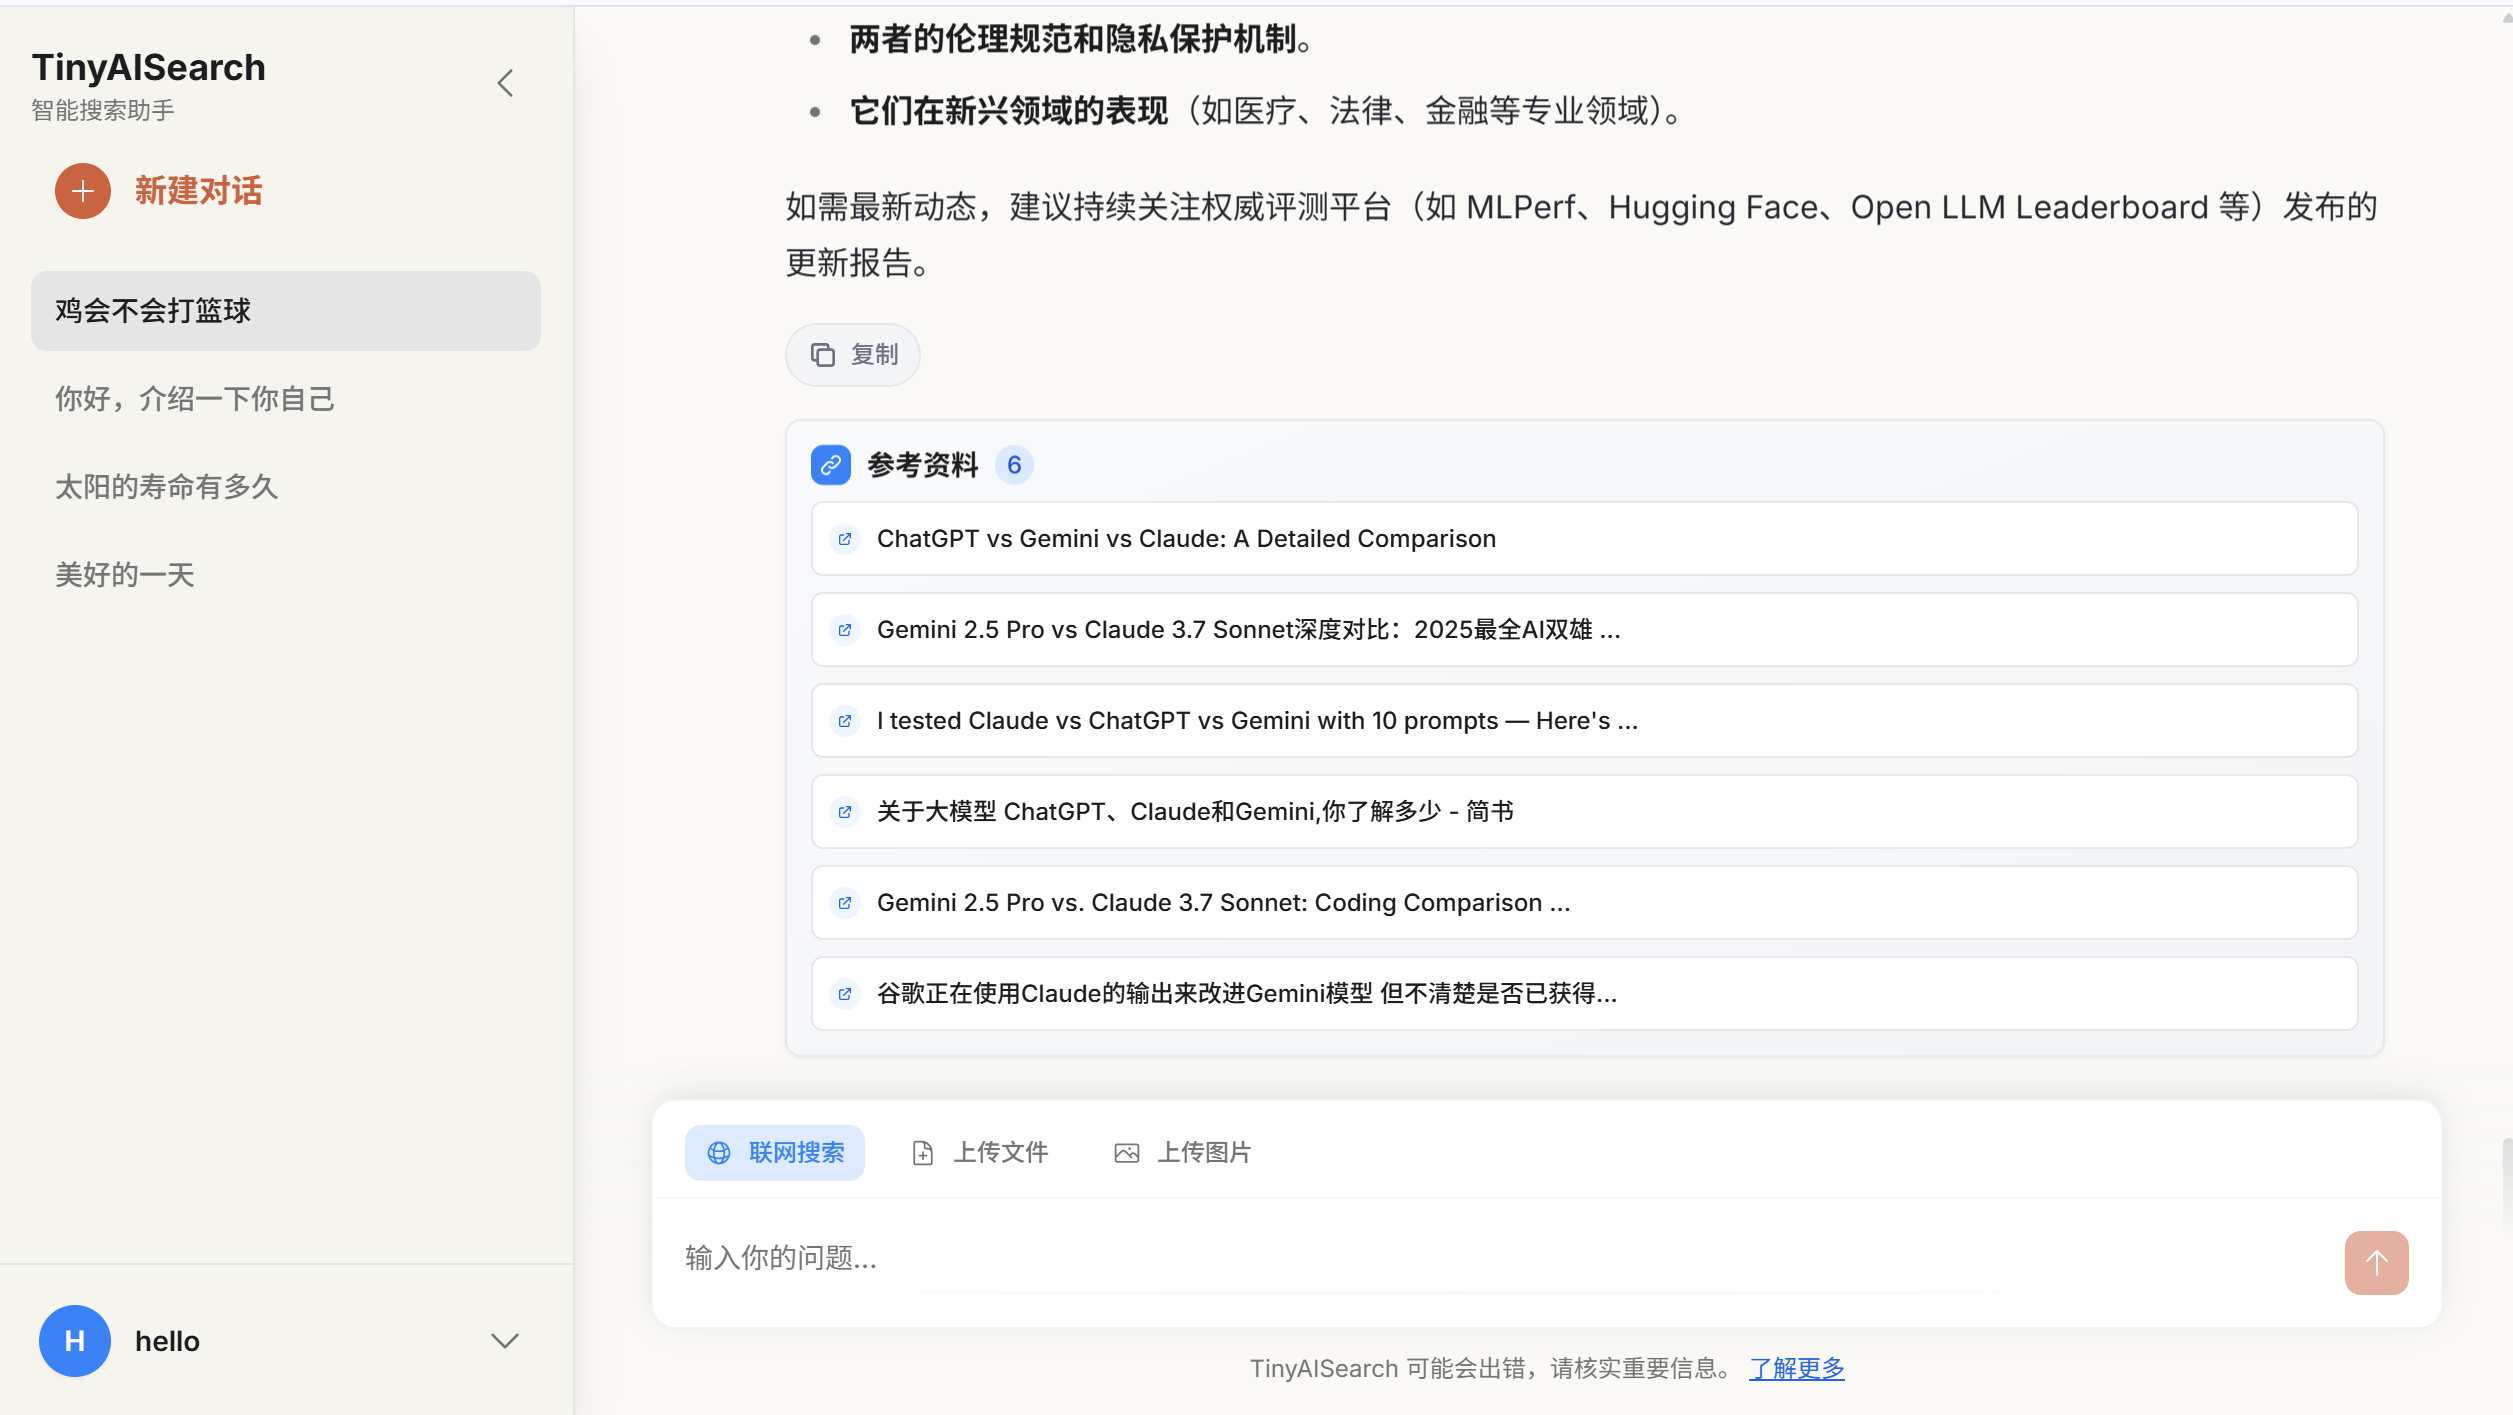 TinyAISearch
智能搜索助手
新建对话
鸡会不会打篮球
你好，介绍一下你自己
太阳的寿命有多久
美好的一天
H
hello
两者的伦理规范和隐私保护机制。
它们在新兴领域的表现（如医疗、法律、金融等专业领域）。
如需最新动态，建议持续关注权威评测平台（如 MLPerf、Hugging Face、Open LLM Leaderboard 等）发布的
更新报告。
复制
参考资料 6
ChatGPT vs Gemini vs Claude: A Detailed Comparison
Gemini 2.5 Pro vs Claude 3.7 Sonnet深度对比：2025最全AI双雄 ...
I tested Claude vs ChatGPT vs Gemini with 10 prompts — Here's ...
关于大模型 ChatGPT、Claude和Gemini,你了解多少 - 简书
Gemini 2.5 Pro vs. Claude 3.7 Sonnet: Coding Comparison ...
谷歌正在使用Claude的输出来改进Gemini模型 但不清楚是否已获得...
联网搜索 上传文件 上传图片
输入你的问题...
TinyAISearch 可能会出错，请核实重要信息。 了解更多